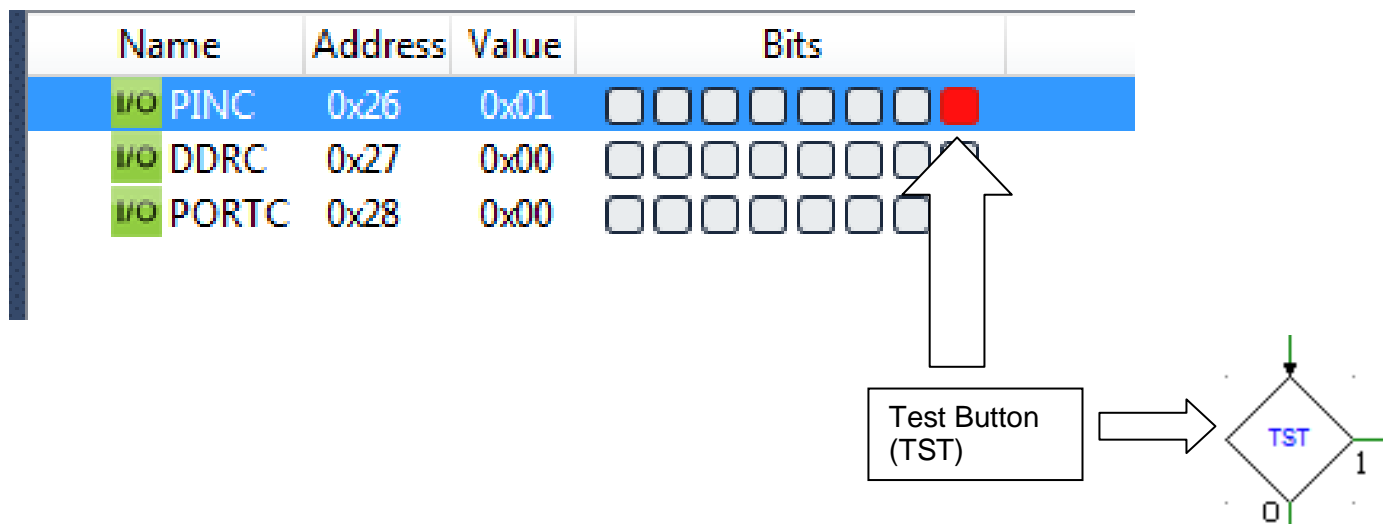 Name Address Value Bits
I/O PINC 0x26 0x01
I/O DDRC 0x27 0x00
I/O PORTC 0x28 0x00
Test Button
(TST)
TST
1
0